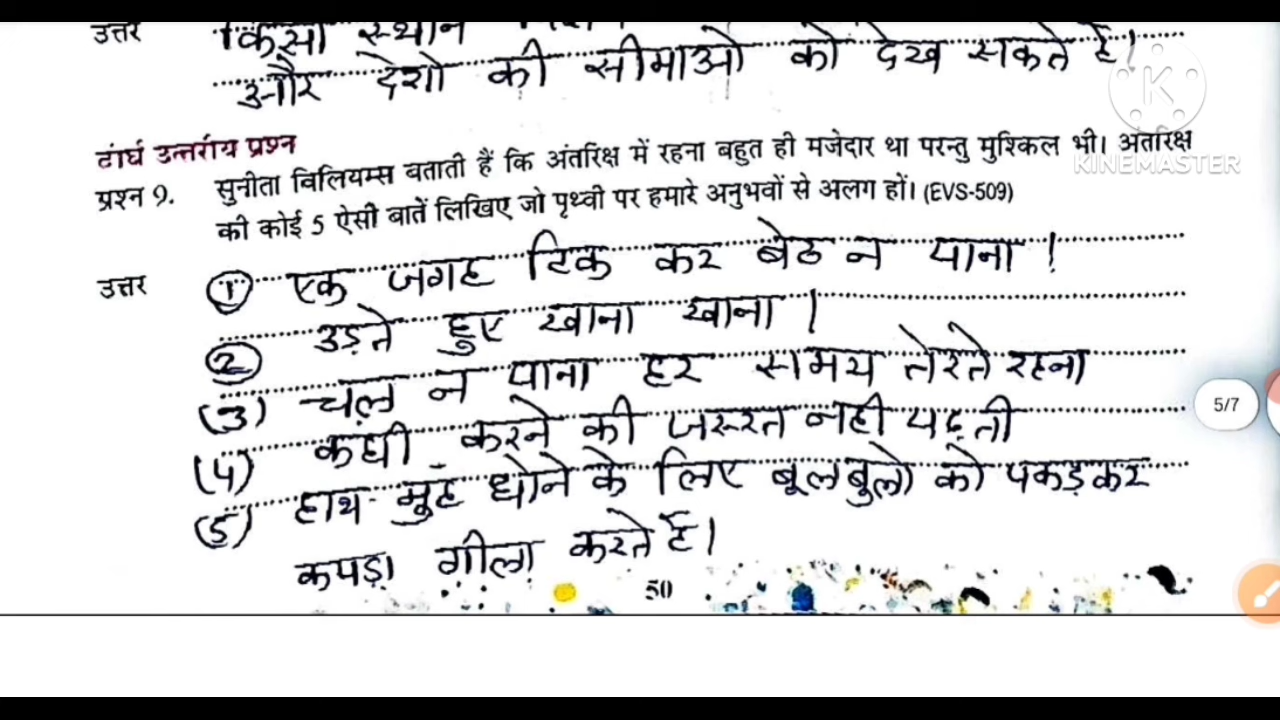 उत्तर किसी स्थान
और देशो की सीमाओ को देख सकते है।
दीर्घ उत्तरीय प्रश्न
प्रश्न 9. सुनीता विलियम्स बताती हैं कि अंतरिक्ष में रहना बहुत ही मजेदार था परन्तु मुश्किल भी। अंतरिक्ष
की कोई 5 ऐसी बातें लिखिए जो पृथ्वी पर हमारे अनुभवों से अलग हों। (EVS-509)
उत्तर ① एक जगह टिक कर बेठ न पाना !
② उड़ते हुए खाना खाना |
(3) चल न पाना हर समय तेरते रहना
(4) कघी करने की जरुरत नही पढ़ती
(5) हाथ-मुंह धोने के लिए बूलबुलो को पकड़कर
कपड़ा गीला करते है।
50
5/7
K
KINEMASTER